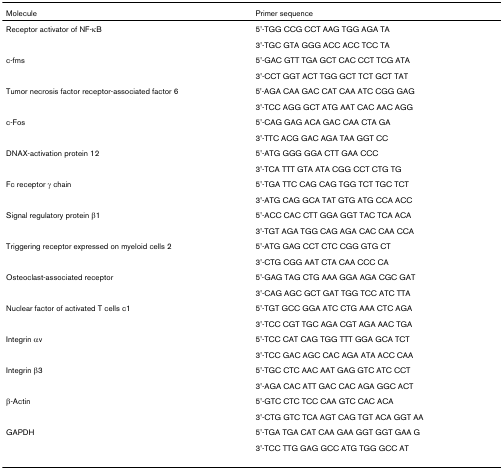 Molecule Primer sequence
Receptor activator of NF-κB 5'-TGG CCG CCT AAG TGG AGA TA
3'-TGC GTA GGG ACC ACC TCC TA
c-fms 5'-GAC GTT TGA GCT CAC CCT TCG ATA
3'-CCT GGT ACT TGG GCT TCT GCT TAT
Tumor necrosis factor receptor-associated factor 6 5'-AGA CAA GAC CAT CAA ATC CGG GAG
3'-TCC AGG GCT ATG AAT CAC AAC AGG
c-Fos 5'-CAG GAG ACA GAC CAA CTA GA
3'-TTC ACG GAC AGA TAA GGT CC
DNAX-activation protein 12 5'-ATG GGG GGA CTT GAA CCC
3'-TCA TTT GTA ATA CGG CCT CTG TG
Fc receptor γ chain 5'-TGA TTC CAG CAG TGG TCT TGC TCT
3'-ATG CAG GCA TAT GTG ATG CCA ACC
Signal regulatory protein β1 5'-ACC CAC CTT GGA GGT TAC TCA ACA
3'-TGT AGA TGG CAG AGA CAC CAA CCA
Triggering receptor expressed on myeloid cells 2 5'-ATG GAG CCT CTC CGG GTG CT
3'-CTG CGG AAT CTA CAA CCC CA
Osteoclast-associated receptor 5'-GAG TAG CTG AAA GGA AGA CGC GAT
3'-CAG AGC GCT GAT TGG TCC ATC TTA
Nuclear factor of activated T cells c1 5'-TGT GCC GGA ATC CTG AAA CTC AGA
3'-TCC CGT TGC AGA CGT AGA AAC TGA
Integrin αv 5'-TCC CAT CAG TGG TTT GGA GCA TCT
3'-TCC GAC AGC CAC AGA ATA ACC CAA
Integrin β3 5'-TGC CTC AAC AAT GAG GTC ATC CCT
3'-AGA CAC ATT GAC CAC AGA GGC ACT
β-Actin 5'-GTC CTC TCC CAA GTC CAC ACA
3'-CTG GTC TCA AGT CAG TGT ACA GGT AA
GAPDH 5'-TGA TGA CAT CAA GAA GGT GGT GAA G
3'-TCC TTG GAG GCC ATG TGG GCC AT